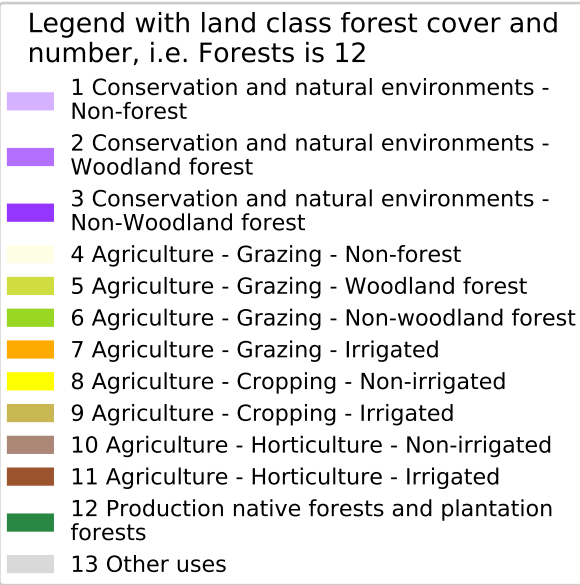 Legend with land class forest cover and
number, i.e. Forests is 12
1 Conservation and natural environments -
Non-forest
2 Conservation and natural environments -
Woodland forest
3 Conservation and natural environments -
Non-Woodland forest
4 Agriculture - Grazing - Non-forest
5 Agriculture - Grazing - Woodland forest
6 Agriculture - Grazing - Non-woodland forest
7 Agriculture - Grazing - Irrigated
8 Agriculture - Cropping - Non-irrigated
9 Agriculture - Cropping - Irrigated
10 Agriculture - Horticulture - Non-irrigated
11 Agriculture - Horticulture - Irrigated
12 Production native forests and plantation
forests
13 Other uses